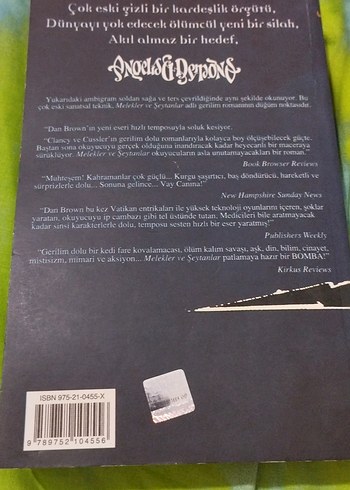 Çok eski gizli bir kardeşlik örgütü,
Dünyayı yok edecek ölümcül yeni bir silah,
Akıl almaz bir hedef,
Angels & Demons
Yukarıdaki ambigram soldan sağa ve ters çevrildiğinde aynı şekilde okunuyor. Bu
çok eski sanatsal teknik, Melekler ve Şeytanlar adlı gerilim romanının düğüm noktasıdır.
"Dan Brown'ın yeni eseri hızlı temposuyla soluk kesiyor.
"Clancy ve Cussler'in gerilim dolu romanlarıyla kolayca boy ölçüşebilecek güçte.
Baştan sona okuyucuyu gerçek olduğuna inandıracak kadar heyecanlı bir maceraya
sürüklüyor. Melekler ve Şeytanlar okuyucuların asla unutamayacakları bir roman."
Book Browser Reviews
"Muhteşem! Kahramanlar çok güçlü... Kurgu şaşırtıcı, baş döndürücü, hareketli ve
sürprizlerle dolu... Sonuna gelince... Vay Canına!"
New Hampshire Sunday News
"Dan Brown bu kez Vatikan entrikaları ile yüksek teknoloji oyunlarını içeren, şoklar
yaratan, okuyucuyu ip cambazı gibi tel üstünde tutan, Medicileri bile aratmayacak
kadar sinsi karakterlerle dolu, temposu sesten hızlı bir eser yaratmış!"
Publishers Weekly
"Gerilim dolu bir kedi fare kovalamacası, ölüm kalım savaşı, aşk, din, bilim, cinayet,
mistisizm, mimari ve aksiyon... Melekler ve Şeytanlar patlamaya hazır bir BOMBA!"
Kirkus Reviews
ISBN 975-21-0455-X
9 789752 104556